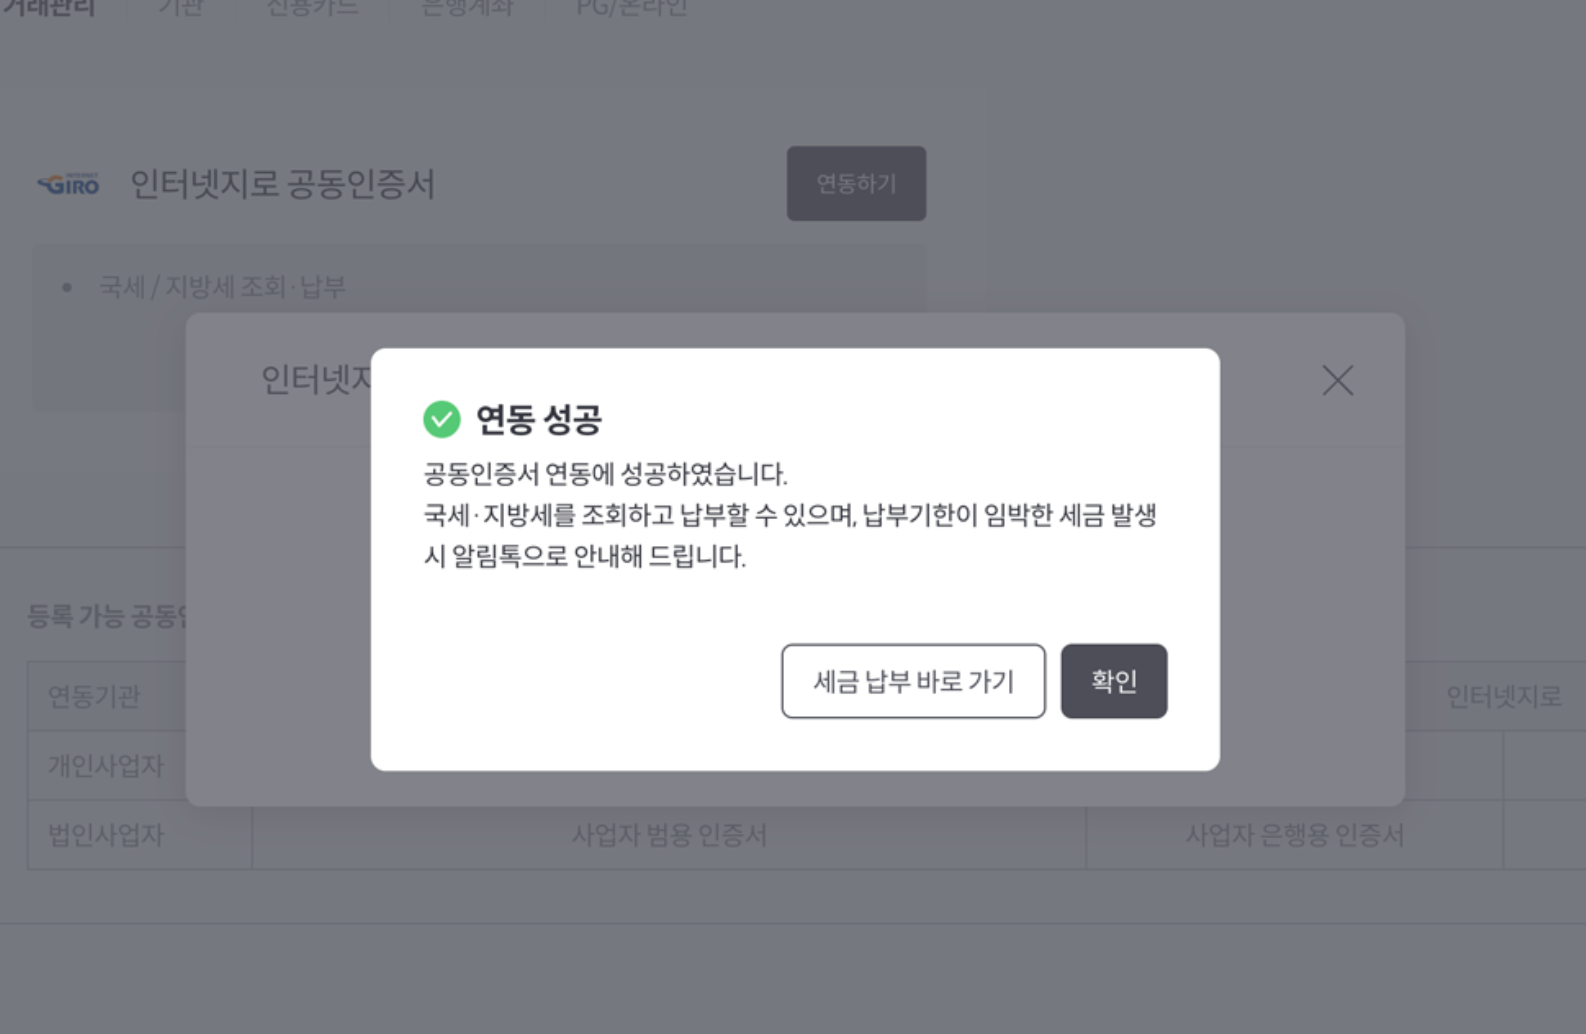 거래관리 기관 신용카드 은행계좌 PG/온라인
INTERNET
GIRO 인터넷지로 공동인증서 연동하기
• 국세 / 지방세 조회·납부
인터넷지
연동 성공
공동인증서 연동에 성공하였습니다.
국세·지방세를 조회하고 납부할 수 있으며, 납부기한이 임박한 세금 발생
시 알림톡으로 안내해 드립니다.
세금 납부 바로 가기 확인
등록 가능 공동인
연동기관 인터넷지로
개인사업자
법인사업자 사업자 범용 인증서 사업자 은행용 인증서